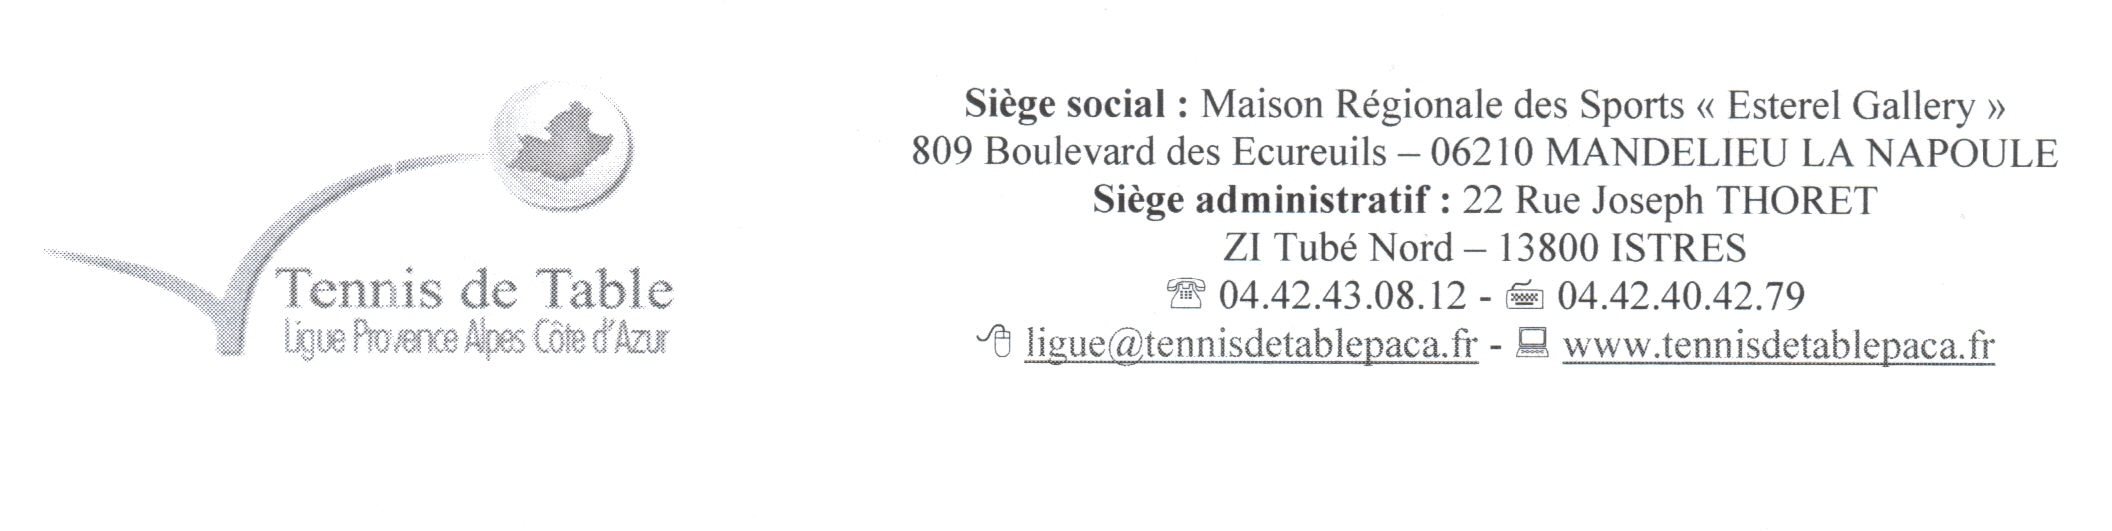 Tennis de Table
Ligue Provence Alpes Côte d'Azur
Siège social : Maison Régionale des Sports « Esterel Gallery »
809 Boulevard des Ecureuils – 06210 MANDELIEU LA NAPOULE
Siège administratif : 22 Rue Joseph THORET
ZI Tubé Nord – 13800 ISTRES
☏ 04.42.43.08.12 - 04.42.40.42.79
ligue@tennisdetablepaca.fr - www.tennisdetablepaca.fr